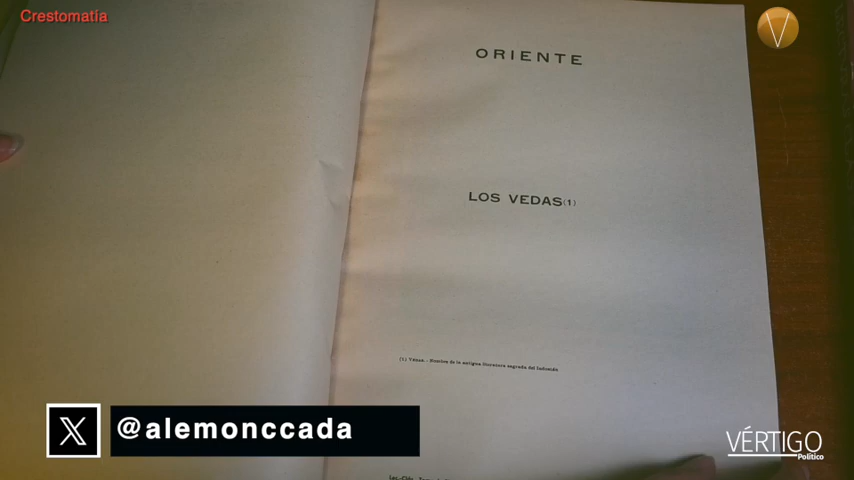 Crestomatía
V
ORIENTE
LOS VEDAS(1)
(1) Vedas. - Nombre de la antigua literatura sagrada del Indostán
@alemonccada
VÉRTIGO
Político